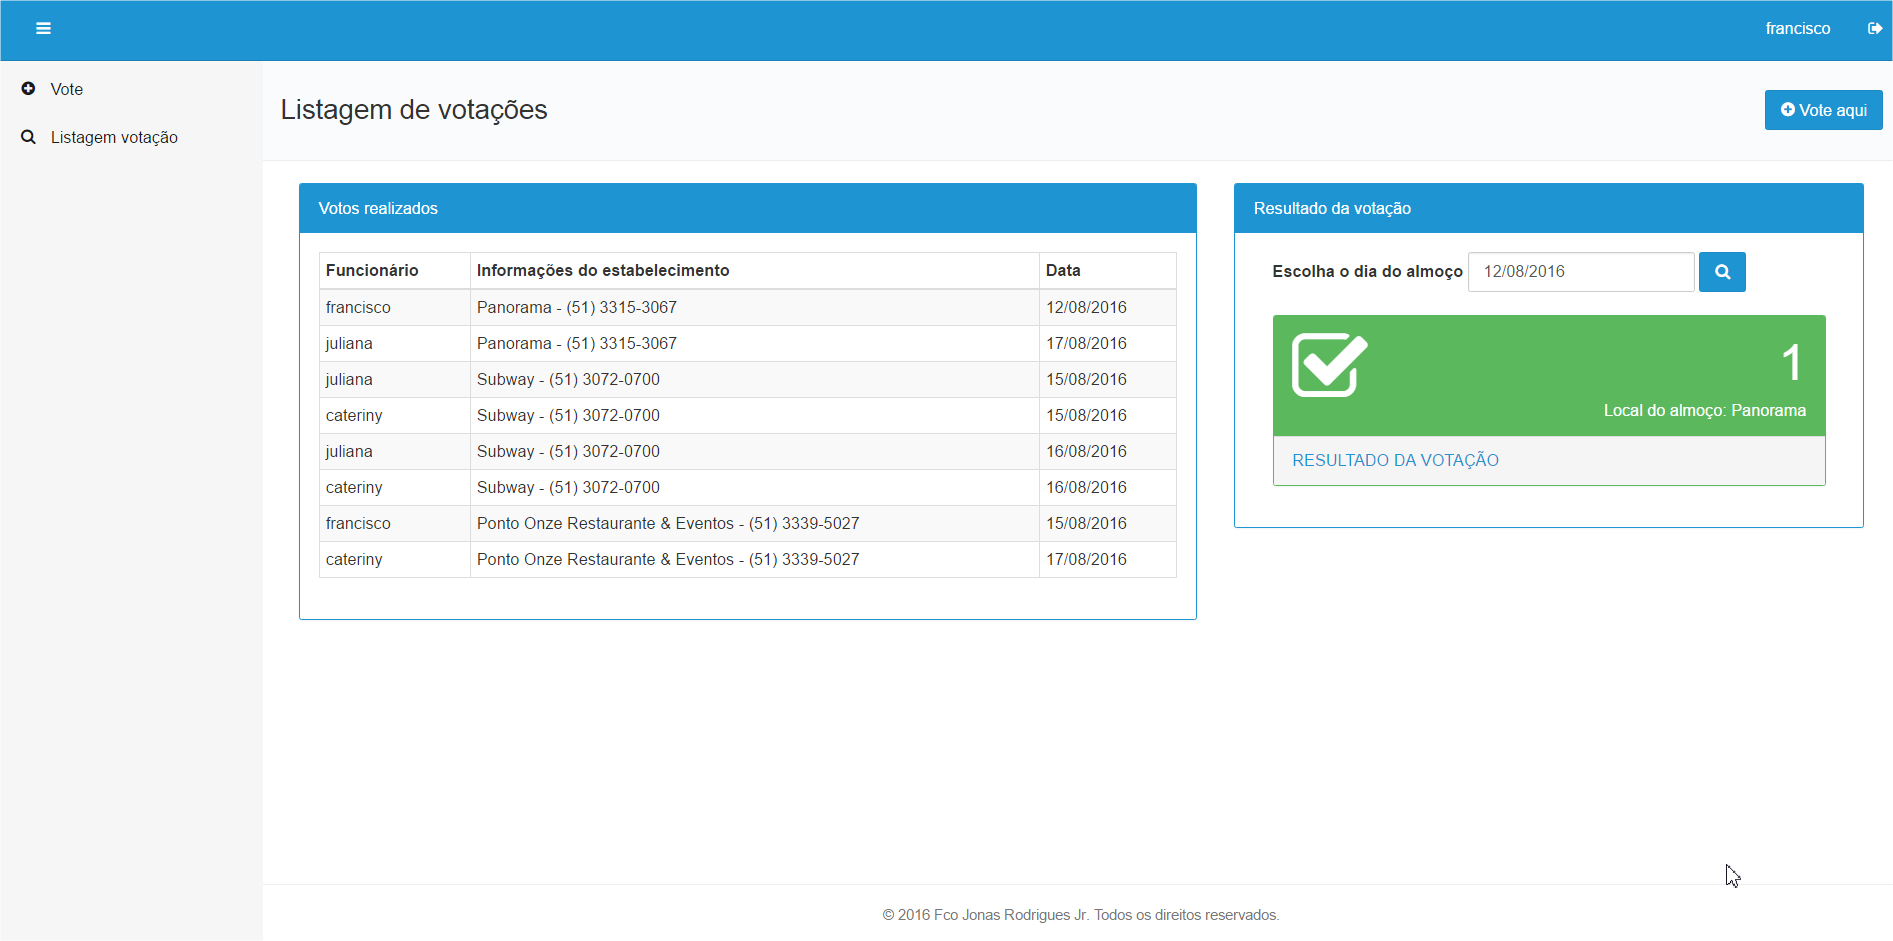 francisco
Vote
Listagem votação
Listagem de votações
Vote aqui
Votos realizados
Funcionário Informações do estabelecimento Data
francisco Panorama - (51) 3315-3067 12/08/2016
juliana Panorama - (51) 3315-3067 17/08/2016
juliana Subway - (51) 3072-0700 15/08/2016
cateriny Subway - (51) 3072-0700 15/08/2016
juliana Subway - (51) 3072-0700 16/08/2016
cateriny Subway - (51) 3072-0700 16/08/2016
francisco Ponto Onze Restaurante & Eventos - (51) 3339-5027 15/08/2016
cateriny Ponto Onze Restaurante & Eventos - (51) 3339-5027 17/08/2016
Resultado da votação
Escolha o dia do almoço 12/08/2016
1
Local do almoço: Panorama
RESULTADO DA VOTAÇÃO
© 2016 Fco Jonas Rodrigues Jr. Todos os direitos reservados.